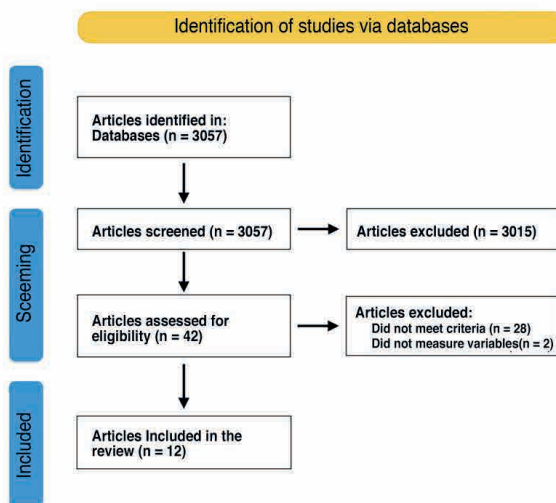 Identification of studies via databases
Identification
Articles identified in:
Databases (n = 3057)
Sceeming
Articles screened (n = 3057)
Articles excluded (n = 3015)
Articles assessed for
eligibility (n = 42)
Articles excluded:
Did not meet criteria (n = 28)
Did not measure variables(n = 2)
Included
Articles Included in the
review (n = 12)